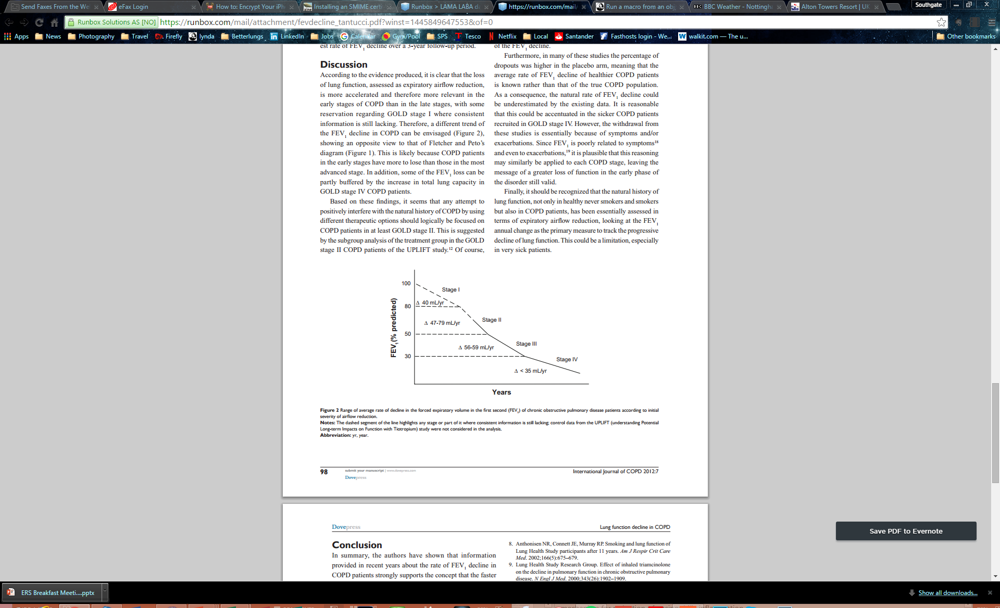 Send Faxes From the We
eFax Login
How to: Encrypt Your iPh
Installing an SMIME certi
Runbox > LAMA LABA da
https://runbox.com/mail/
Run a macro from an obj
BBC Weather - Nottingh
Alton Towers Resort | UK
Southgate
Runbox Solutions AS [NO] https://runbox.com/mail/attachment/fevdecline_tantucci.pdf?winst=1445849647553&of=0
Apps News Photography Travel Firefly lynda Betterlungs LinkedIn Jobs Calendar Gym/Pool SPS Tesco Netflix Local Santander Fasthosts login - We... walkit.com — The u... Other bookmarks
est rate of FEV1 decline over a 3-year follow-up period.
Discussion
According to the evidence produced, it is clear that the loss
of lung function, assessed as expiratory airflow reduction,
is more accelerated and therefore more relevant in the
early stages of COPD than in the late stages, with some
reservation regarding GOLD stage I where consistent
information is still lacking. Therefore, a different trend of
the FEV1 decline in COPD can be envisaged (Figure 2),
showing an opposite view to that of Fletcher and Peto's
diagram (Figure 1). This is likely because COPD patients
in the early stages have more to lose than those in the most
advanced stage. In addition, some of the FEV1 loss can be
partly buffered by the increase in total lung capacity in
GOLD stage IV COPD patients.
Based on these findings, it seems that any attempt to
positively interfere with the natural history of COPD by using
different therapeutic options should logically be focused on
COPD patients in at least GOLD stage II. This is suggested
by the subgroup analysis of the treatment group in the GOLD
stage II COPD patients of the UPLIFT study.12 Of course,
of the FEV1 decline.
Furthermore, in many of these studies the percentage of
dropouts was higher in the placebo arm, meaning that the
average rate of FEV1 decline of healthier COPD patients
is known rather than that of the true COPD population.
As a consequence, the natural rate of FEV1 decline could
be underestimated by the existing data. It is reasonable
that this could be accentuated in the sicker COPD patients
recruited in GOLD stage IV. However, the withdrawal from
these studies is essentially because of symptoms and/or
exacerbations. Since FEV1 is poorly related to symptoms18
and even to exacerbations,19 it is plausible that this reasoning
may similarly be applied to each COPD stage, leaving the
message of a greater loss of function in the early phase of
the disorder still valid.
Finally, it should be recognized that the natural history of
lung function, not only in healthy never smokers and smokers
but also in COPD patients, has been essentially assessed in
terms of expiratory airflow reduction, looking at the FEV1
annual change as the primary measure to track the progressive
decline of lung function. This could be a limitation, especially
in very sick patients.
FEV1 (% predicted)
100
Stage I
80
Δ 40 mL/yr
Stage II
Δ 47-79 mL/yr
50
Stage III
Δ 56-59 mL/yr
30
Stage IV
Δ < 35 mL/yr
Years
Figure 2 Range of average rate of decline in the forced expiratory volume in the first second (FEV1) of chronic obstructive pulmonary disease patients according to initial
severity of airflow reduction.
Notes: The dashed segment of the line highlights any stage or part of it where consistent information is still lacking; control data from the UPLIFT (understanding Potential
Long-term Impacts on Function with Tiotropium) study were not considered in the analysis.
Abbreviation: yr, year.
98
submit your manuscript | www.dovepress.com
Dovepress
International Journal of COPD 2012:7
Dovepress
Lung function decline in COPD
Conclusion
In summary, the authors have shown that information
provided in recent years about the rate of FEV1 decline in
COPD patients strongly supports the concept that the faster
8. Anthonisen NR, Connett JE, Murray RP. Smoking and lung function of
Lung Health Study participants after 11 years. Am J Respir Crit Care
Med. 2002;166(5):675–679.
9. Lung Health Study Research Group. Effect of inhaled triamcinolone
on the decline in pulmonary function in chronic obstructive pulmonary
disease. N Engl J Med. 2000;343(26):1902–1909.
Save PDF to Evernote
ERS Breakfast Meeti....pptx
Show all downloads...